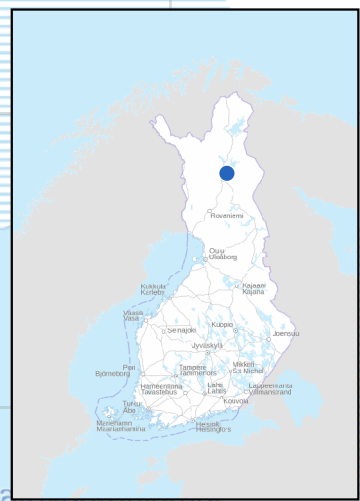 Rovaniemi
Oulu
Uleåborg
Kajaani
Kajana
Kokkola
Karleby
Vaasa
Vasa
Seinäjoki
Kuopio
Joensuu
Jyväskylä
Mikkeli
S:t Michel
Pori
Björneborg
Tampere
Tammerfors
Hämeenlinna
Tavastehus
Lahti
Lahtis
Lappeenranta
Villmanstrand
Kouvola
Turku
Åbo
Mariehamn
Maarianhamina
Helsinki
Helsingfors